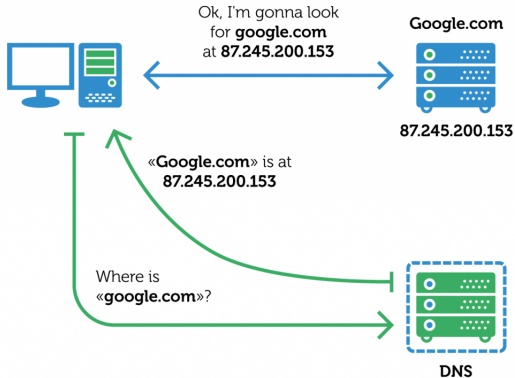 Ok, I'm gonna look
for google.com
at 87.245.200.153
Google.com
87.245.200.153
«Google.com» is at
87.245.200.153
Where is
«google.com»?
DNS